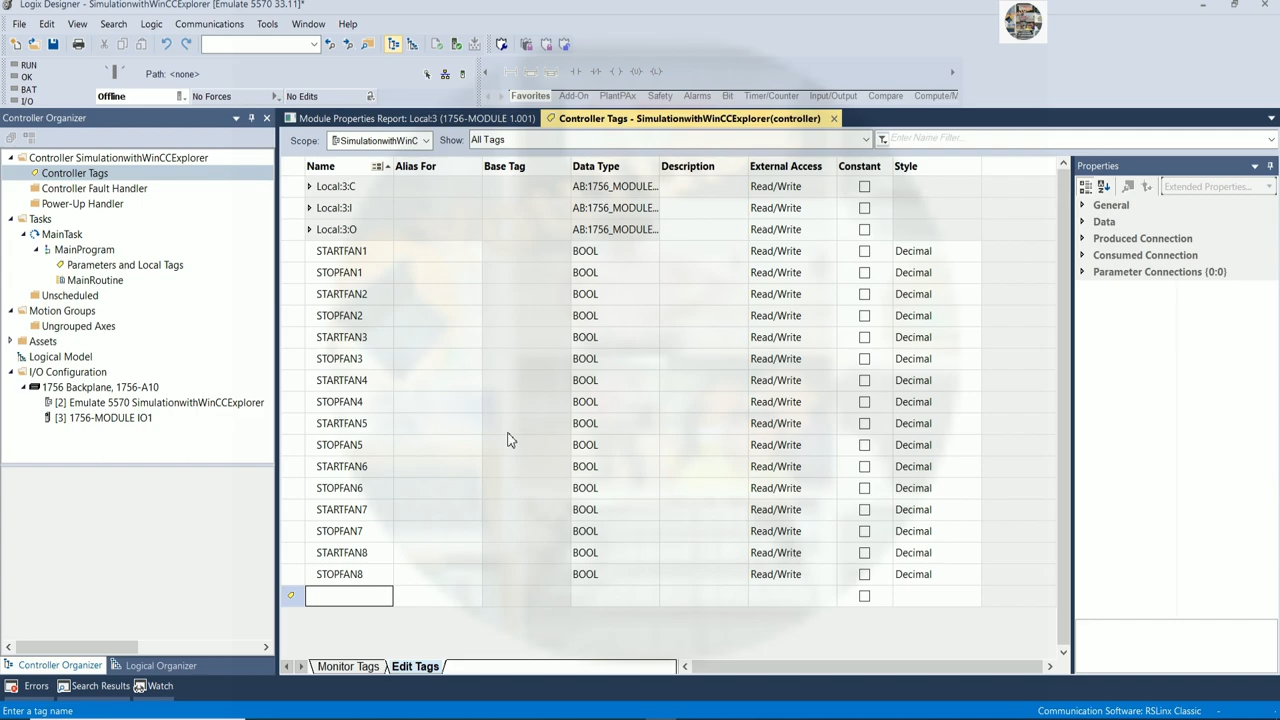 Logix Designer - SimulationwithWinCCExplorer [Emulate 5570 33.11]*
File Edit View Search Logic Communications Tools Window Help
RUN
OK
BAT
I/O
Path: <none>
Offline No Forces No Edits
Favorites Add-On PlantPAx Safety Alarms Bit Timer/Counter Input/Output Compare Compute/M
Controller Organizer
Module Properties Report: Local:3 (1756-MODULE 1.001) Controller Tags - SimulationwithWinCCExplorer(controller)
Scope: SimulationwithWinC Show: All Tags Enter Name Filter...
Controller SimulationwithWinCCExplorer
Controller Tags
Controller Fault Handler
Power-Up Handler
Tasks
MainTask
MainProgram
Parameters and Local Tags
MainRoutine
Unscheduled
Motion Groups
Ungrouped Axes
Assets
Logical Model
I/O Configuration
1756 Backplane, 1756-A10
[2] Emulate 5570 SimulationwithWinCCExplorer
[3] 1756-MODULE IO1
Name Alias For Base Tag Data Type Description External Access Constant Style
Local:3:C AB:1756_MODULE... Read/Write
Local:3:I AB:1756_MODULE... Read/Write
Local:3:O AB:1756_MODULE... Read/Write
STARTFAN1 BOOL Read/Write Decimal
STOPFAN1 BOOL Read/Write Decimal
STARTFAN2 BOOL Read/Write Decimal
STOPFAN2 BOOL Read/Write Decimal
STARTFAN3 BOOL Read/Write Decimal
STOPFAN3 BOOL Read/Write Decimal
STARTFAN4 BOOL Read/Write Decimal
STOPFAN4 BOOL Read/Write Decimal
STARTFAN5 BOOL Read/Write Decimal
STOPFAN5 BOOL Read/Write Decimal
STARTFAN6 BOOL Read/Write Decimal
STOPFAN6 BOOL Read/Write Decimal
STARTFAN7 BOOL Read/Write Decimal
STOPFAN7 BOOL Read/Write Decimal
STARTFAN8 BOOL Read/Write Decimal
STOPFAN8 BOOL Read/Write Decimal
Properties
Extended Properties...
General
Data
Produced Connection
Consumed Connection
Parameter Connections (0:0)
Monitor Tags Edit Tags
Controller Organizer Logical Organizer
Errors Search Results Watch
Enter a tag name Communication Software: RSLinx Classic